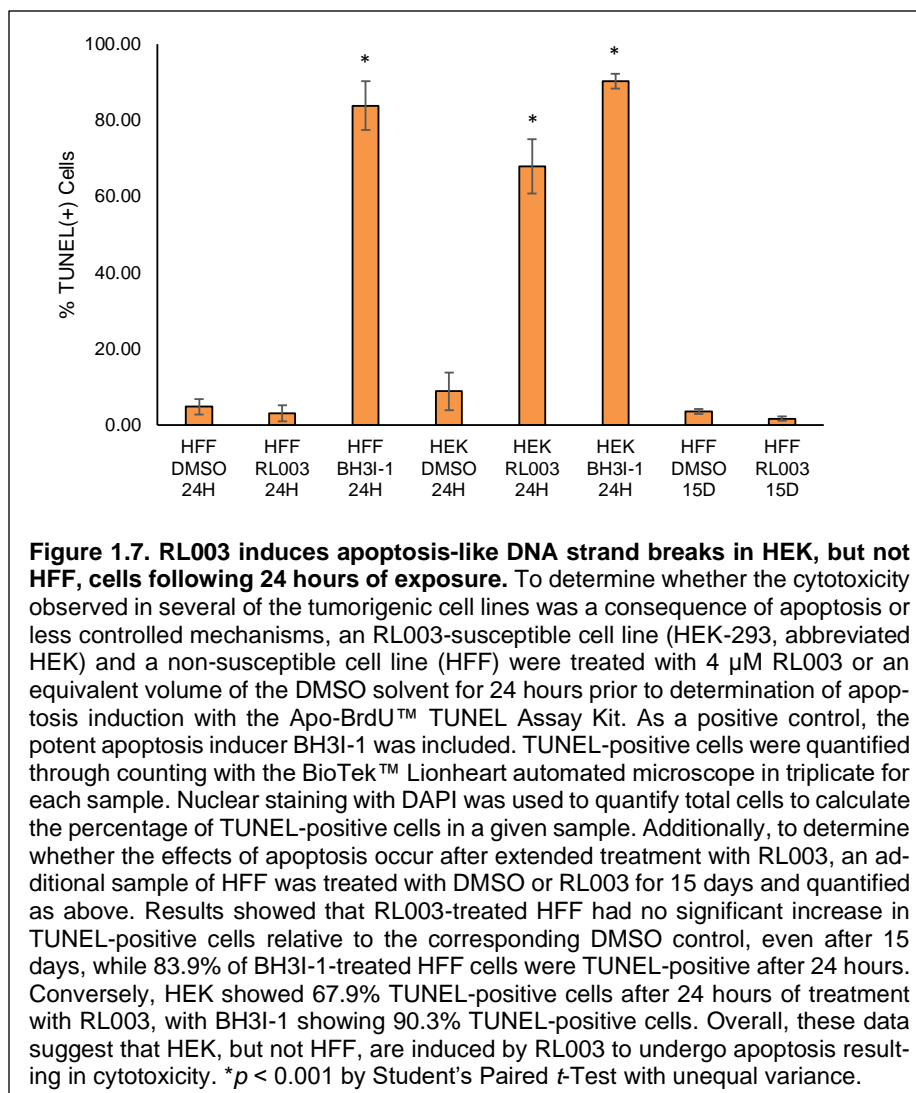 100.00
80.00
60.00
40.00
20.00
0.00
% TUNEL(+) Cells
*
*
*
HFF DMSO 24H
HFF RL003 24H
HFF BH3I-1 24H
HEK DMSO 24H
HEK RL003 24H
HEK BH3I-1 24H
HFF DMSO 15D
HFF RL003 15D
Figure 1.7. RL003 induces apoptosis-like DNA strand breaks in HEK, but not
HFF, cells following 24 hours of exposure. To determine whether the cytotoxicity
observed in several of the tumorigenic cell lines was a consequence of apoptosis or
less controlled mechanisms, an RL003-susceptible cell line (HEK-293, abbreviated
HEK) and a non-susceptible cell line (HFF) were treated with 4 µM RL003 or an
equivalent volume of the DMSO solvent for 24 hours prior to determination of apop-
tosis induction with the Apo-BrdU™ TUNEL Assay Kit. As a positive control, the
potent apoptosis inducer BH3I-1 was included. TUNEL-positive cells were quantified
through counting with the BioTek™ Lionheart automated microscope in triplicate for
each sample. Nuclear staining with DAPI was used to quantify total cells to calculate
the percentage of TUNEL-positive cells in a given sample. Additionally, to determine
whether the effects of apoptosis occur after extended treatment with RL003, an ad-
ditional sample of HFF was treated with DMSO or RL003 for 15 days and quantified
as above. Results showed that RL003-treated HFF had no significant increase in
TUNEL-positive cells relative to the corresponding DMSO control, even after 15
days, while 83.9% of BH3I-1-treated HFF cells were TUNEL-positive after 24 hours.
Conversely, HEK showed 67.9% TUNEL-positive cells after 24 hours of treatment
with RL003, with BH3I-1 showing 90.3% TUNEL-positive cells. Overall, these data
suggest that HEK, but not HFF, are induced by RL003 to undergo apoptosis result-
ing in cytotoxicity. *p < 0.001 by Student's Paired t-Test with unequal variance.